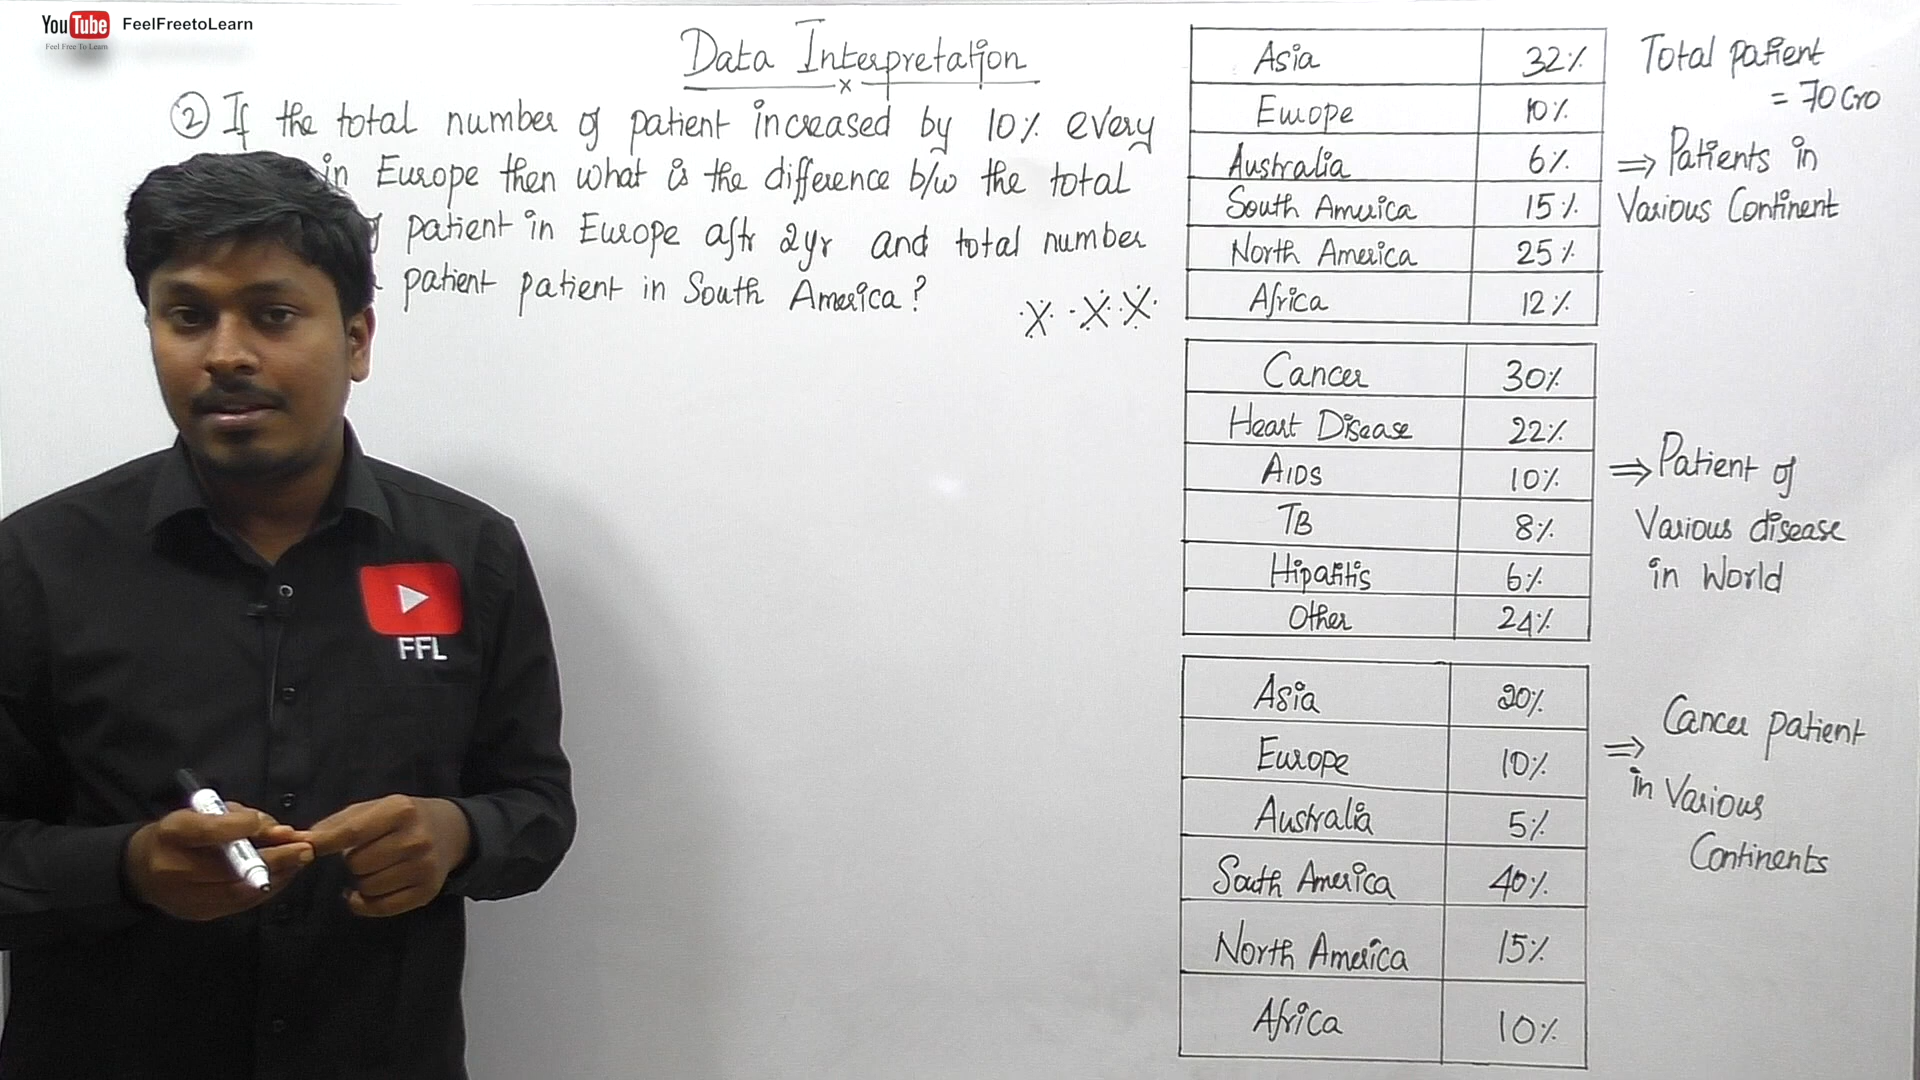 YouTube FeelFreetoLearn
Feel Free To Learn
Data Interpretation
x
② If the total number of patient increased by 10% every
in Europe then what is the difference b/w the total
patient in Europe aftr 2yr and total number
patient patient in South America?
Asia 32%
Europe 10%
Australia 6%
South America 15%
North America 25%
Africa 12%
Total patient
= 70 Cro
⇒ Patients in
Various Continent
Cancer 30%
Heart Disease 22%
AIDS 10%
TB 8%
Hipatitis 6%
Other 24%
⇒ Patient of
Various disease
in World
Asia 20%
Europe 10%
Australia 5%
South America 40%
North America 15%
Africa 10%
Cancer patient
⇒
in Various
Continents
FFL